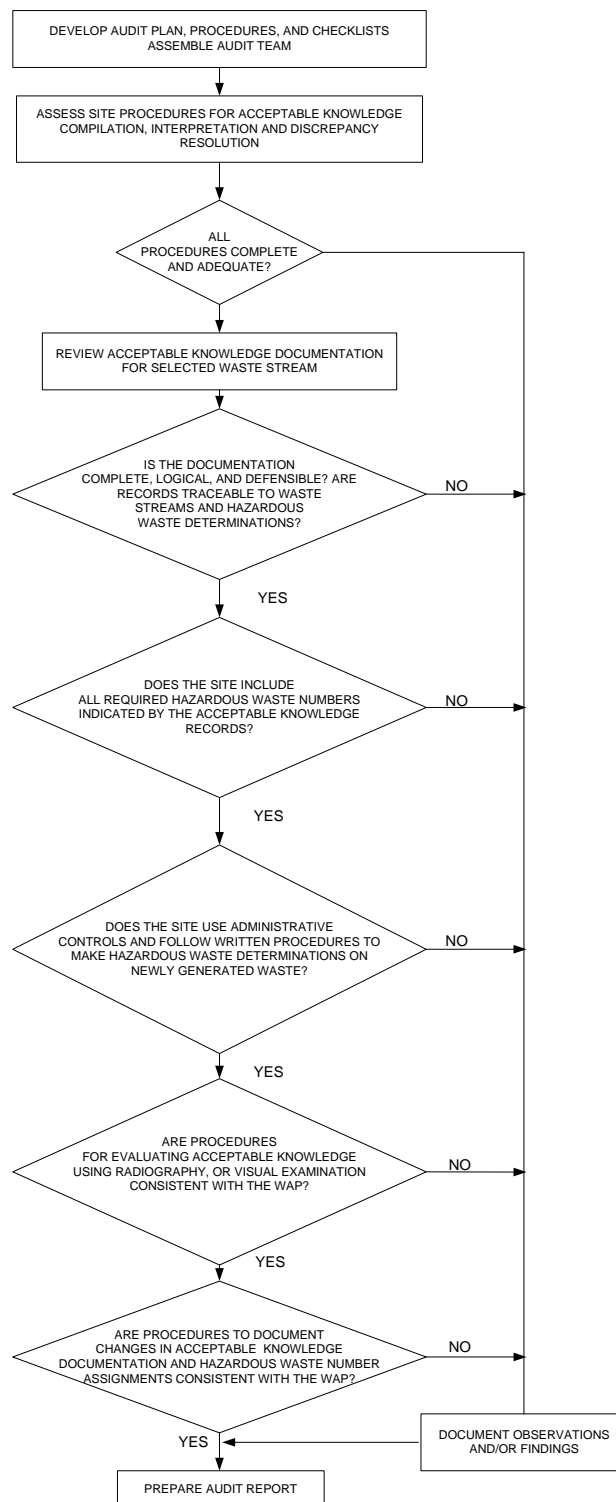 DEVELOP AUDIT PLAN, PROCEDURES, AND CHECKLISTS
ASSEMBLE AUDIT TEAM
ASSESS SITE PROCEDURES FOR ACCEPTABLE KNOWLEDGE
COMPILATION, INTERPRETATION AND DISCREPANCY
RESOLUTION
ALL
PROCEDURES COMPLETE
AND ADEQUATE?
REVIEW ACCEPTABLE KNOWLEDGE DOCUMENTATION
FOR SELECTED WASTE STREAM
IS THE DOCUMENTATION
COMPLETE, LOGICAL, AND DEFENSIBLE? ARE
RECORDS TRACEABLE TO WASTE
STREAMS AND HAZARDOUS
WASTE DETERMINATIONS?
NO
YES
DOES THE SITE INCLUDE
ALL REQUIRED HAZARDOUS WASTE NUMBERS
INDICATED BY THE ACCEPTABLE KNOWLEDGE
RECORDS?
NO
YES
DOES THE SITE USE ADMINISTRATIVE
CONTROLS AND FOLLOW WRITTEN PROCEDURES TO
MAKE HAZARDOUS WASTE DETERMINATIONS ON
NEWLY GENERATED WASTE?
NO
YES
ARE PROCEDURES
FOR EVALUATING ACCEPTABLE KNOWLEDGE
USING RADIOGRAPHY, OR VISUAL EXAMINATION
CONSISTENT WITH THE WAP?
NO
YES
ARE PROCEDURES TO DOCUMENT
CHANGES IN ACCEPTABLE KNOWLEDGE
DOCUMENTATION AND HAZARDOUS WASTE NUMBER
ASSIGNMENTS CONSISTENT WITH THE WAP?
NO
YES
DOCUMENT OBSERVATIONS
AND/OR FINDINGS
PREPARE AUDIT REPORT